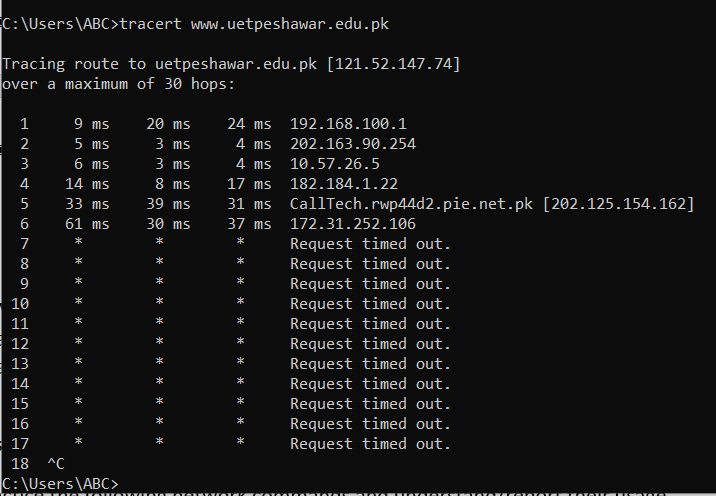 C:\Users\ABC>tracert www.uetpeshawar.edu.pk
Tracing route to uetpeshawar.edu.pk [121.52.147.74]
over a maximum of 30 hops:
1 9 ms 20 ms 24 ms 192.168.100.1
2 5 ms 3 ms 4 ms 202.163.90.254
3 6 ms 3 ms 4 ms 10.57.26.5
4 14 ms 8 ms 17 ms 182.184.1.22
5 33 ms 39 ms 31 ms CallTech.rwp44d2.pie.net.pk [202.125.154.162]
6 61 ms 30 ms 37 ms 172.31.252.106
7 * * * Request timed out.
8 * * * Request timed out.
9 * * * Request timed out.
10 * * * Request timed out.
11 * * * Request timed out.
12 * * * Request timed out.
13 * * * Request timed out.
14 * * * Request timed out.
15 * * * Request timed out.
16 * * * Request timed out.
17 * * * Request timed out.
18 ^C
C:\Users\ABC>